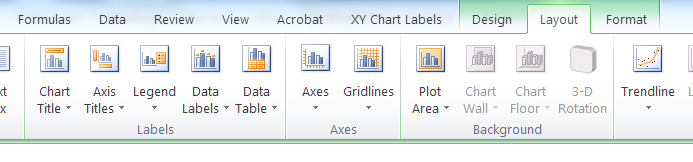 Formulas Data Review View Acrobat XY Chart Labels Design Layout Format
Chart Axis Legend Data Data Axes Gridlines Plot Chart Chart 3-D Trendline
Title Titles Labels Table Area Wall Floor Rotation
Labels Axes Background